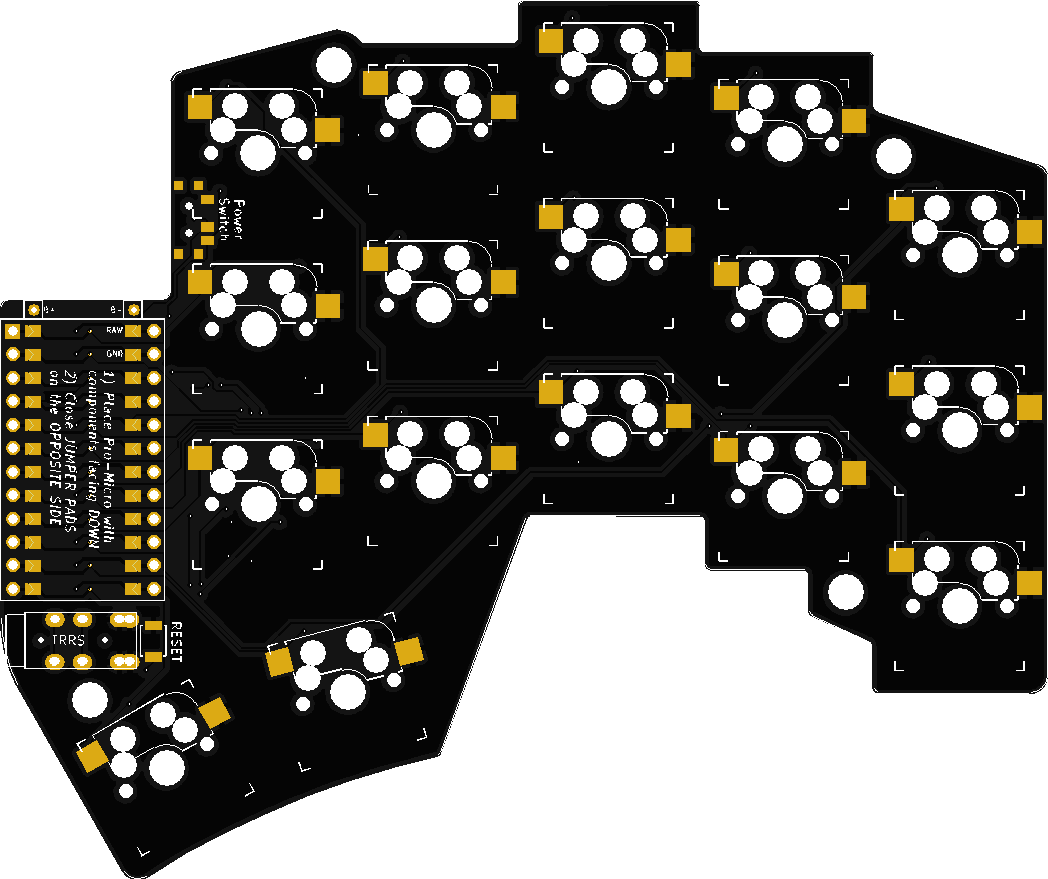 Power
Switch
B+
B-
RAW
GND
1) Place Pro-Micro with
components facing DOWN
2) Close JUMPER PADS
on the OPPOSITE SIDE
TRRS
RESET